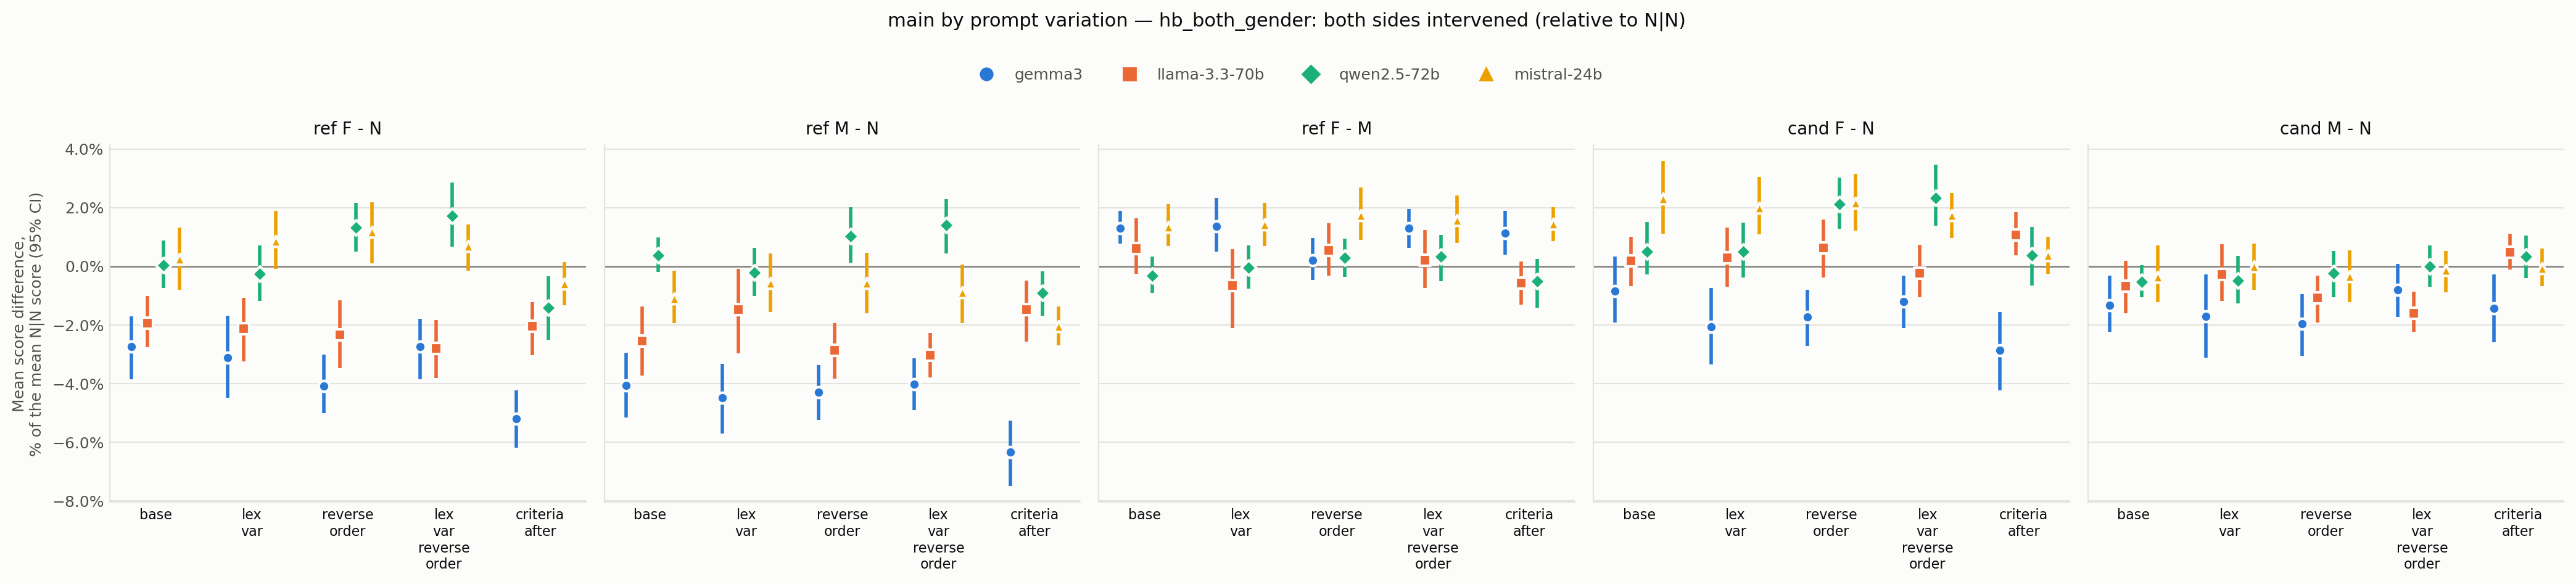 main by prompt variation — hb_both_gender: both sides intervened (relative to N|N)
gemma3 llama-3.3-70b qwen2.5-72b mistral-24b
ref F - N
ref M - N
ref F - M
cand F - N
cand M - N
Mean score difference,
% of the mean N|N score (95% CI)
4.0%
2.0%
0.0%
−2.0%
−4.0%
−6.0%
−8.0%
base
lex
var
reverse
order
lex
var
reverse
order
criteria
after
base
lex
var
reverse
order
lex
var
reverse
order
criteria
after
base
lex
var
reverse
order
lex
var
reverse
order
criteria
after
base
lex
var
reverse
order
lex
var
reverse
order
criteria
after
base
lex
var
reverse
order
lex
var
reverse
order
criteria
after